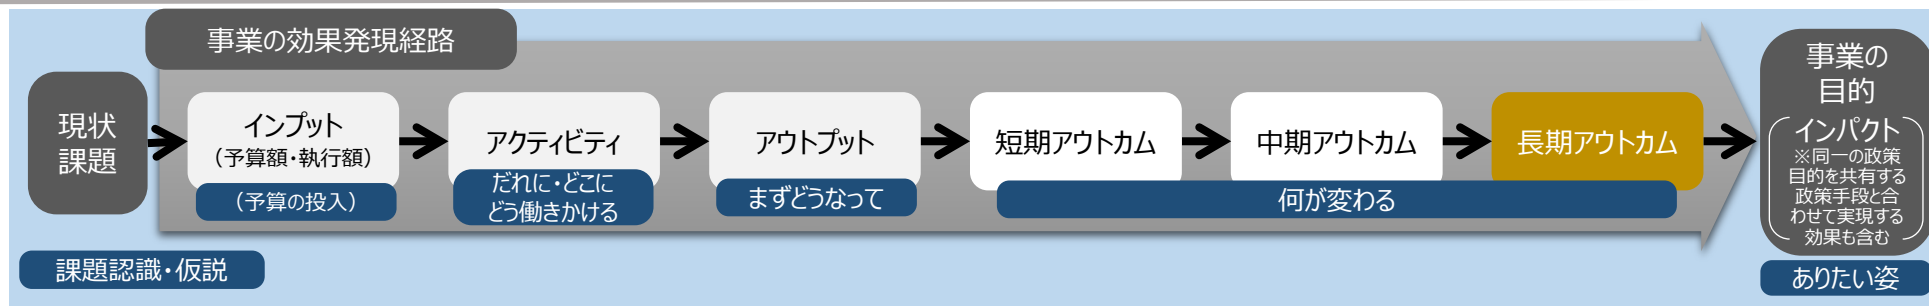 事業の効果発現経路
現状
課題
インプット
（予算額・執行額）
（予算の投入）
アクティビティ
だれに・どこに
どう働きかける
アウトプット
まずどうなって
短期アウトカム
中期アウトカム
長期アウトカム
何が変わる
事業の
目的
インパクト
※同一の政策
目的を共有する
政策手段と合
わせて実現する
効果も含む
課題認識・仮説
ありたい姿